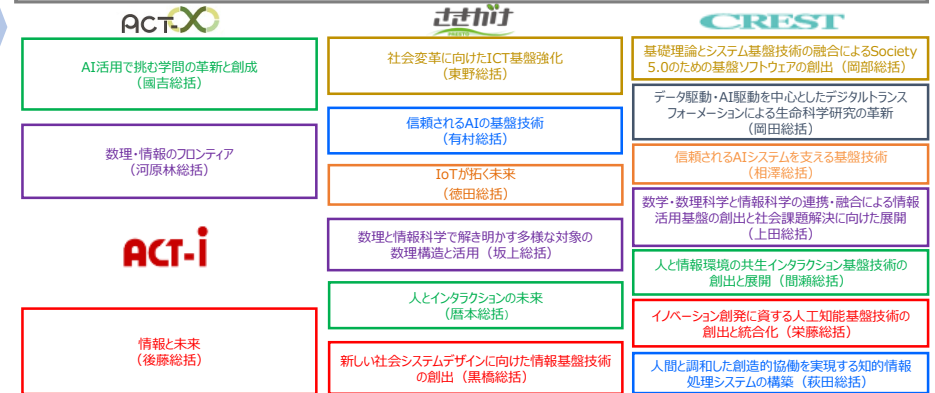 ACT-X
AI活用で挑む学問の革新と創成
（國吉総括）
数理・情報のフロンティア
（河原林総括）
ACT-i
情報と未来
（後藤総括）
さきがけ
社会変革に向けたICT基盤強化
（東野総括）
信頼されるAIの基盤技術
（有村総括）
IoTが拓く未来
（徳田総括）
数理と情報科学で解き明かす多様な対象の
数理構造と活用（坂上総括）
人とインタラクションの未来
（暦本総括）
新しい社会システムデザインに向けた情報基盤技術
の創出（黒橋総括）
CREST
基礎理論とシステム基盤技術の融合によるSociety
5.0のための基盤ソフトウェアの創出（岡部総括）
データ駆動・AI駆動を中心としたデジタルトランス
フォーメーションによる生命科学研究の革新
（岡田総括）
信頼されるAIシステムを支える基盤技術
（相澤総括）
数学・数理科学と情報科学の連携・融合による情報
活用基盤の創出と社会課題解決に向けた展開
（上田総括）
人と情報環境の共生インタラクション基盤技術の
創出と展開（間瀬総括）
イノベーション創発に資する人工知能基盤技術の
創出と統合化（栄藤総括）
人間と調和した創造的協働を実現する知的情報
処理システムの構築（萩田総括）